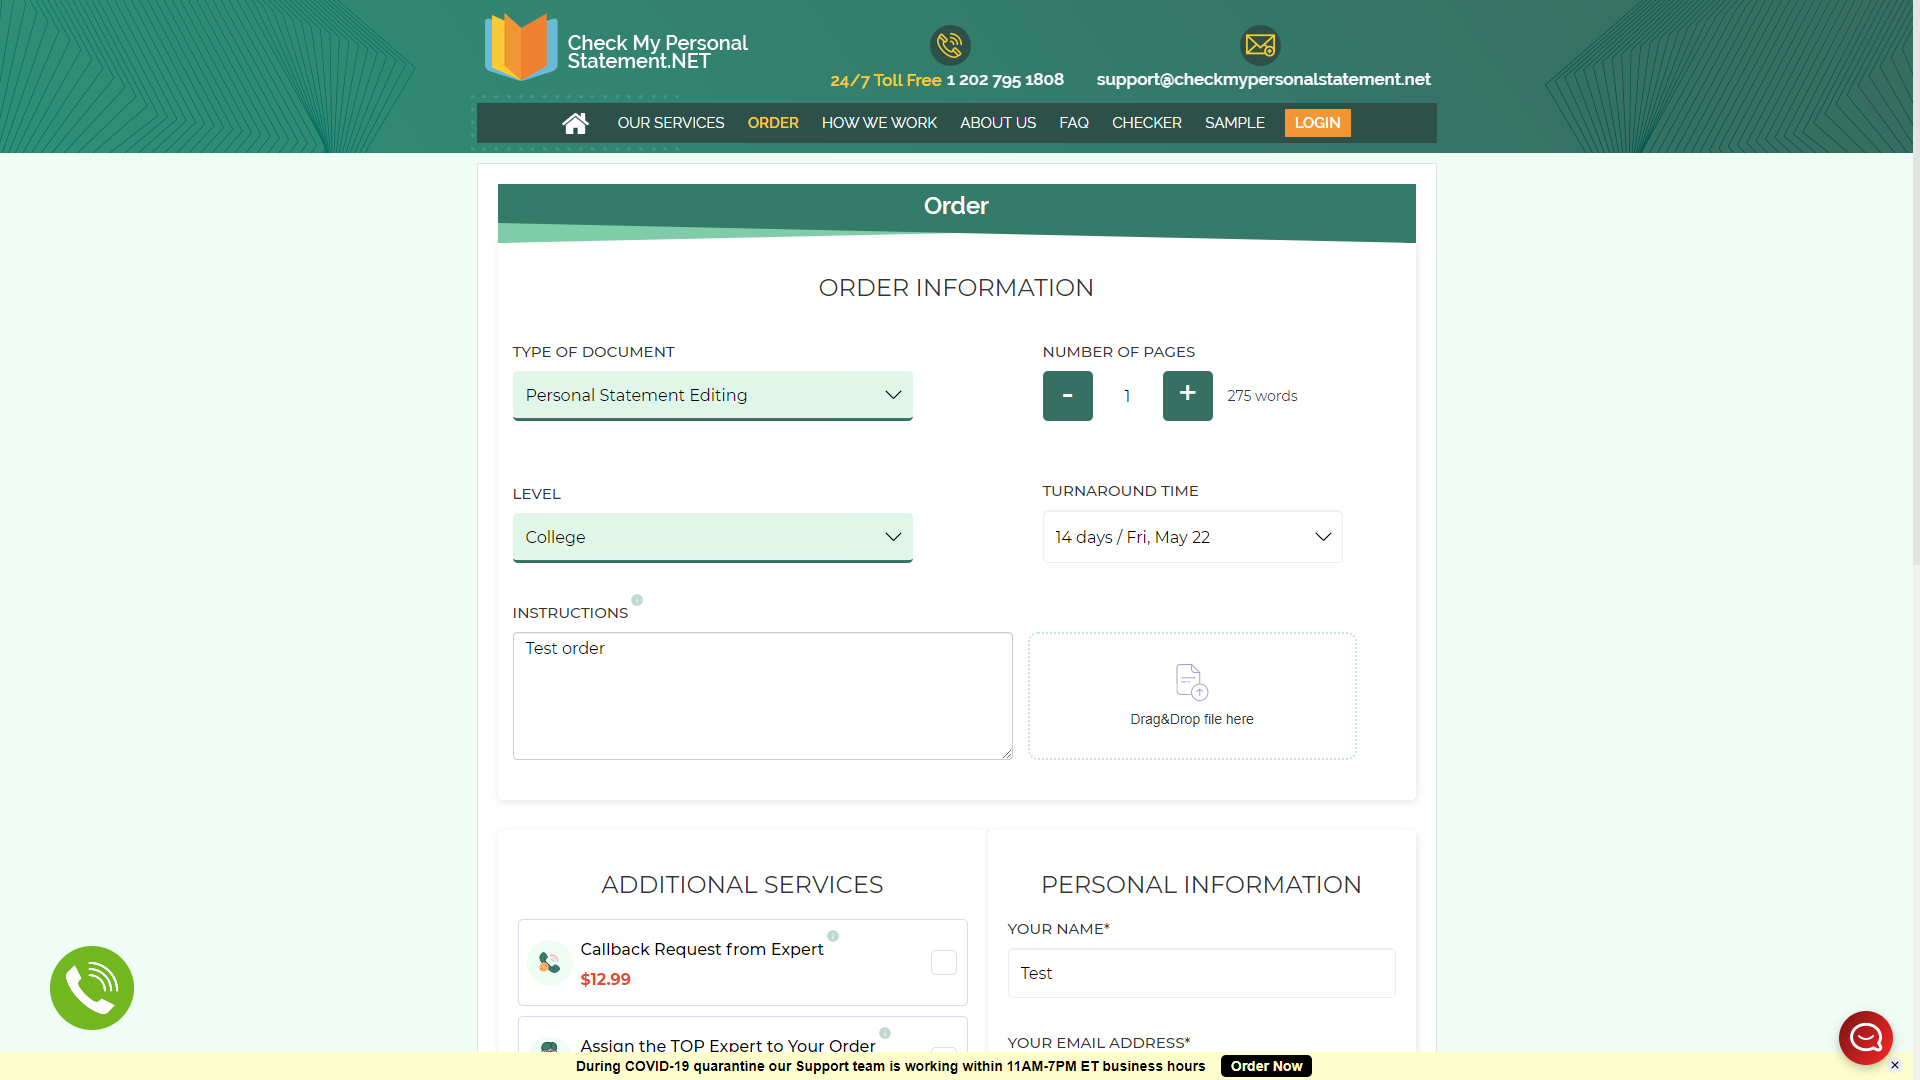 Check My Personal
Statement.NET
24/7 Toll Free 1 202 795 1808
support@checkmypersonalstatement.net
OUR SERVICES ORDER HOW WE WORK ABOUT US FAQ CHECKER SAMPLE LOGIN
Order
ORDER INFORMATION
TYPE OF DOCUMENT
NUMBER OF PAGES
Personal Statement Editing
- 1 + 275 words
LEVEL
TURNAROUND TIME
College
14 days / Fri, May 22
INSTRUCTIONS
Test order
Drag&Drop file here
ADDITIONAL SERVICES
Callback Request from Expert
$12.99
Assign the TOP Expert to Your Order
PERSONAL INFORMATION
YOUR NAME*
Test
YOUR EMAIL ADDRESS*
During COVID-19 quarantine our Support team is working within 11AM-7PM ET business hours Order Now